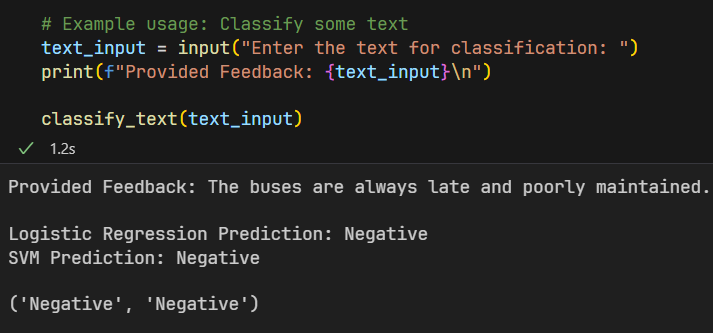 # Example usage: Classify some text
text_input = input("Enter the text for classification: ")
print(f"Provided Feedback: {text_input}\n")
classify_text(text_input)
1.2s
Provided Feedback: The buses are always late and poorly maintained.
Logistic Regression Prediction: Negative
SVM Prediction: Negative
('Negative', 'Negative')